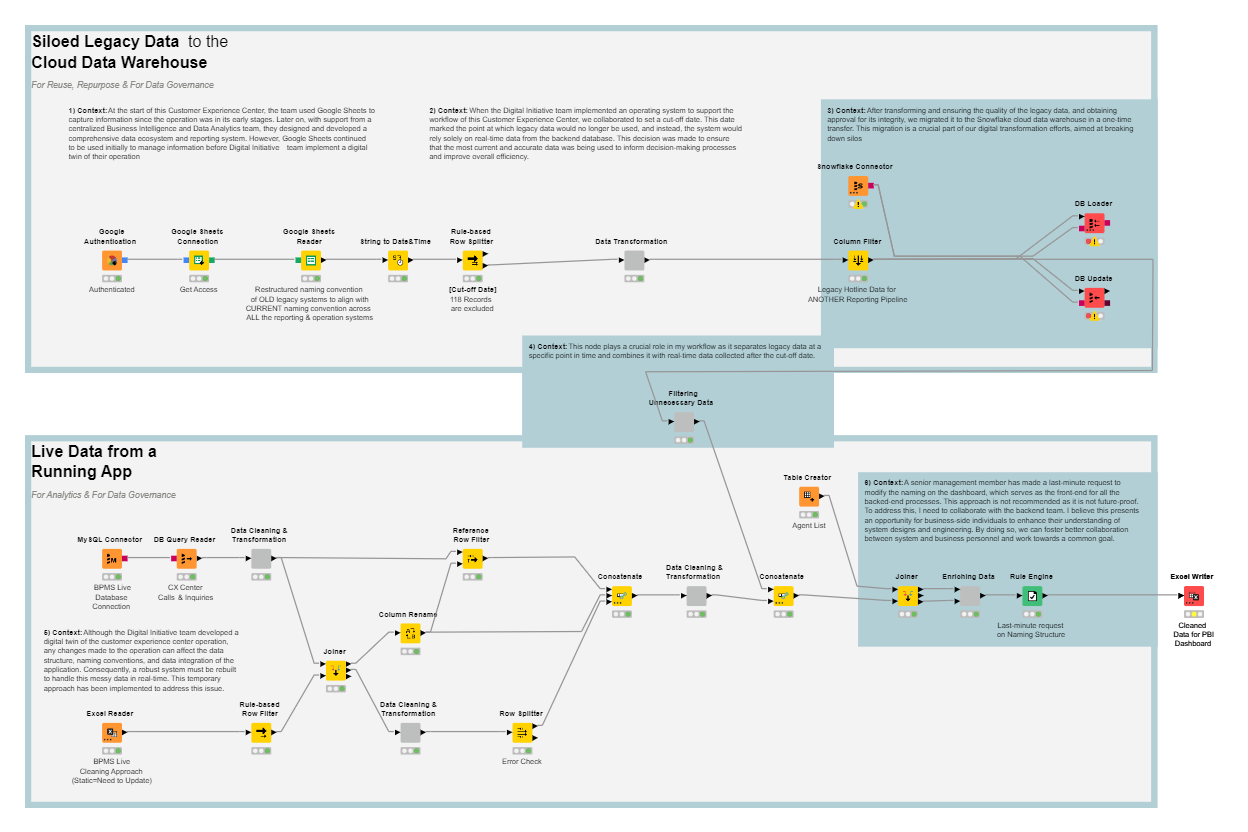 Siloed Legacy Data to the
Cloud Data Warehouse
For Reuse, Repurpose & For Data Governance
1) Context: At the start of this Customer Experience Center, the team used Google Sheets to
capture information since the operation was in its early stages. Later on, with support from a
centralized Business Intelligence and Data Analytics team, they designed and developed a
comprehensive data ecosystem and reporting system. However, Google Sheets continued
to be used initially to manage information before Digital Initiative team implement a digital
twin of their operation
2) Context: When the Digital Initiative team implemented an operating system to support the
workflow of this Customer Experience Center, we collaborated to set a cut-off date. This date
marked the point at which legacy data would no longer be used, and instead, the system would
rely solely on real-time data from the backend database. This decision was made to ensure
that the most current and accurate data was being used to inform decision-making processes
and improve overall efficiency.
3) Context: After transforming and ensuring the quality of the legacy data, and obtaining
approval for its integrity, we migrated it to the Snowflake cloud data warehouse in a one-time
transfer. This migration is a crucial part of our digital transformation efforts, aimed at breaking
down silos
Snowflake Connector
DB Loader
Google
Authentication
Authenticated
Google Sheets
Connection
Get Access
Google Sheets
Reader
Restructured naming convention
of OLD legacy systems to align with
CURRENT naming convention across
ALL the reporting & operation systems
String to Date&Time
Rule-based
Row Splitter
[Cut-off Date]
118 Records
are excluded
Data Transformation
Column Filter
Legacy Hotline Data for
ANOTHER Reporting Pipeline
DB Update
4) Context: This node plays a crucial role in my workflow as it separates legacy data at a
specific point in time and combines it with real-time data collected after the cut-off date.
Filtering
Unnecessary Data
Live Data from a
Running App
For Analytics & For Data Governance
Table Creator
Agent List
6) Context: A senior management member has made a last-minute request to
modify the naming on the dashboard, which serves as the front-end for all the
backed-end processes. This approach is not recommended as it is not future-proof.
To address this, I need to collaborate with the backend team. I believe this presents
an opportunity for business-side individuals to enhance their understanding of
system designs and engineering. By doing so, we can foster better collaboration
between system and business personnel and work towards a common goal.
MySQL Connector
BPMS Live
Database
Connection
DB Query Reader
CX Center
Calls & Inquiries
Data Cleaning &
Transformation
Reference
Row Filter
Concatenate
Data Cleaning &
Transformation
Concatenate
Joiner
Enriching Data
Rule Engine
Last-minute request
on Naming Structure
Excel Writer
Cleaned
Data for PBI
Dashboard
Column Rename
5) Context: Although the Digital Initiative team developed a
digital twin of the customer experience center operation,
any changes made to the operation can affect the data
structure, naming conventions, and data integration of the
application. Consequently, a robust system must be rebuilt
to handle this messy data in real-time. This temporary
approach has been implemented to address this issue.
Joiner
Excel Reader
BPMS Live
Cleaning Approach
(Static=Need to Update)
Rule-based
Row Filter
Data Cleaning &
Transformation
Row Splitter
Error Check